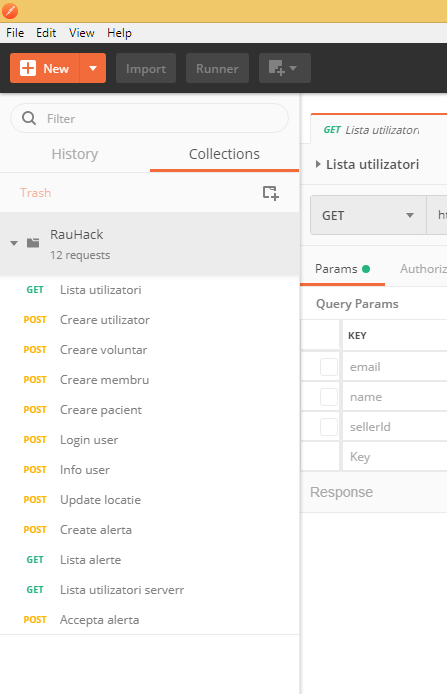 File Edit View Help
New Import Runner
Filter
History Collections
Trash
RauHack
12 requests
GET Lista utilizatori
POST Creare utilizator
POST Creare voluntar
POST Creare membru
POST Creare pacient
POST Login user
POST Info user
POST Update locatie
POST Create alerta
GET Lista alerte
GET Lista utilizatori serverr
POST Accepta alerta
GET Lista utilizatori
Lista utilizatori
GET
Params Authoriz
Query Params
KEY
email
name
sellerId
Key
Response